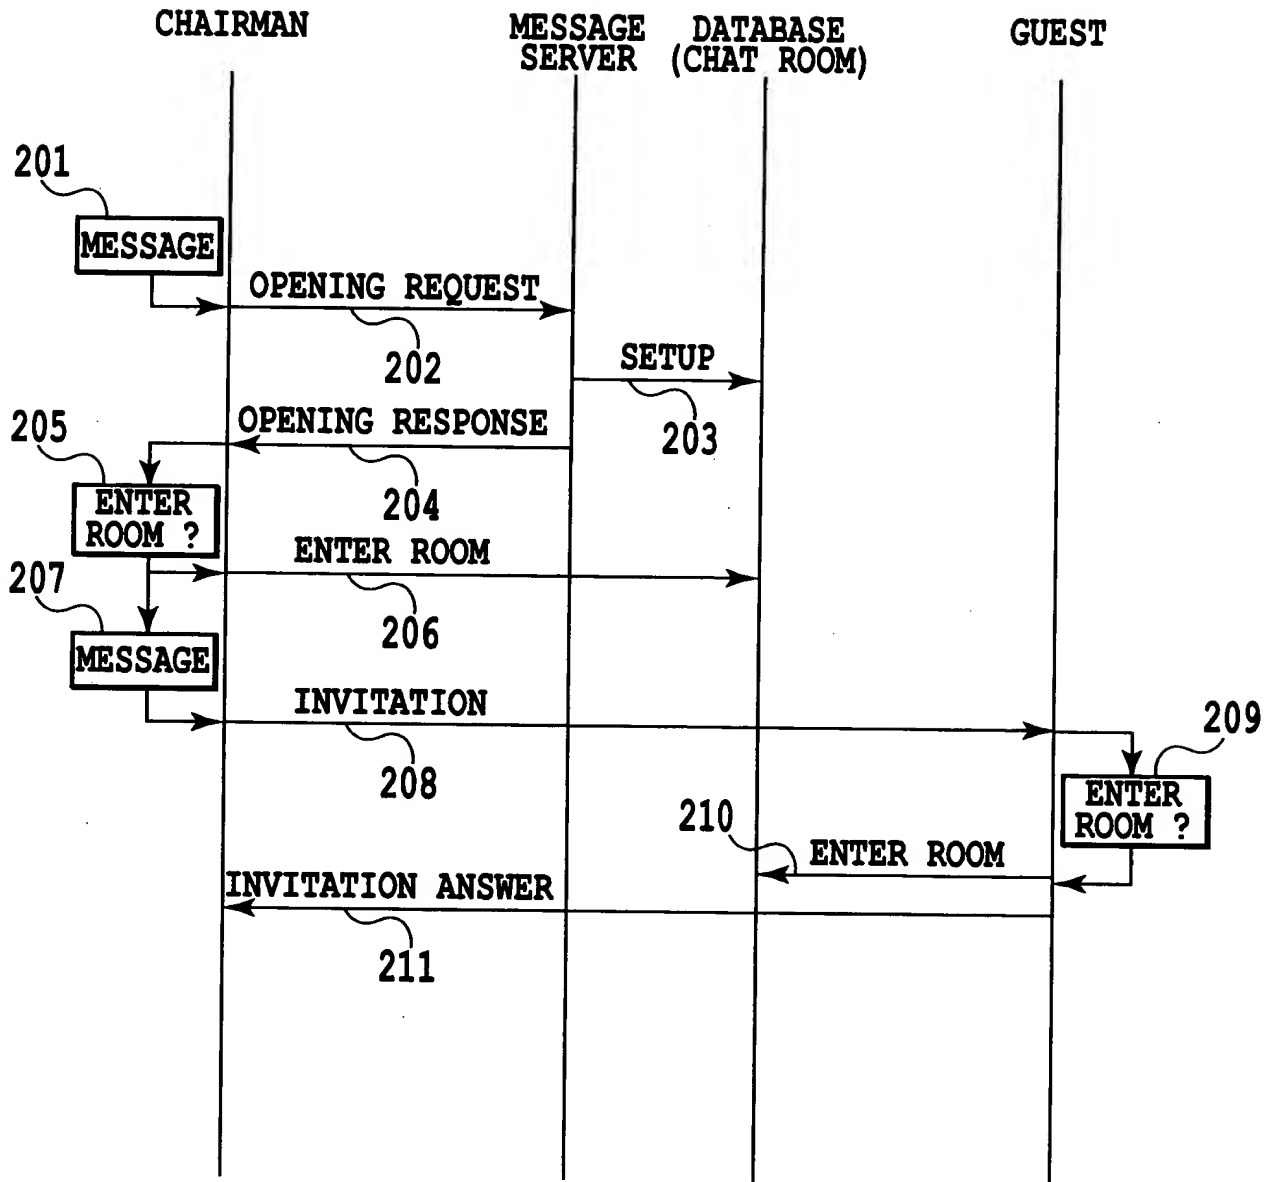 CHAIRMAN
MESSAGE
SERVER
DATABASE
(CHAT ROOM)
GUEST
201
MESSAGE
OPENING REQUEST
202
SETUP
203
OPENING RESPONSE
204
205
ENTER
ROOM ?
ENTER ROOM
206
207
MESSAGE
INVITATION
208
209
ENTER
ROOM ?
210
ENTER ROOM
INVITATION ANSWER
211